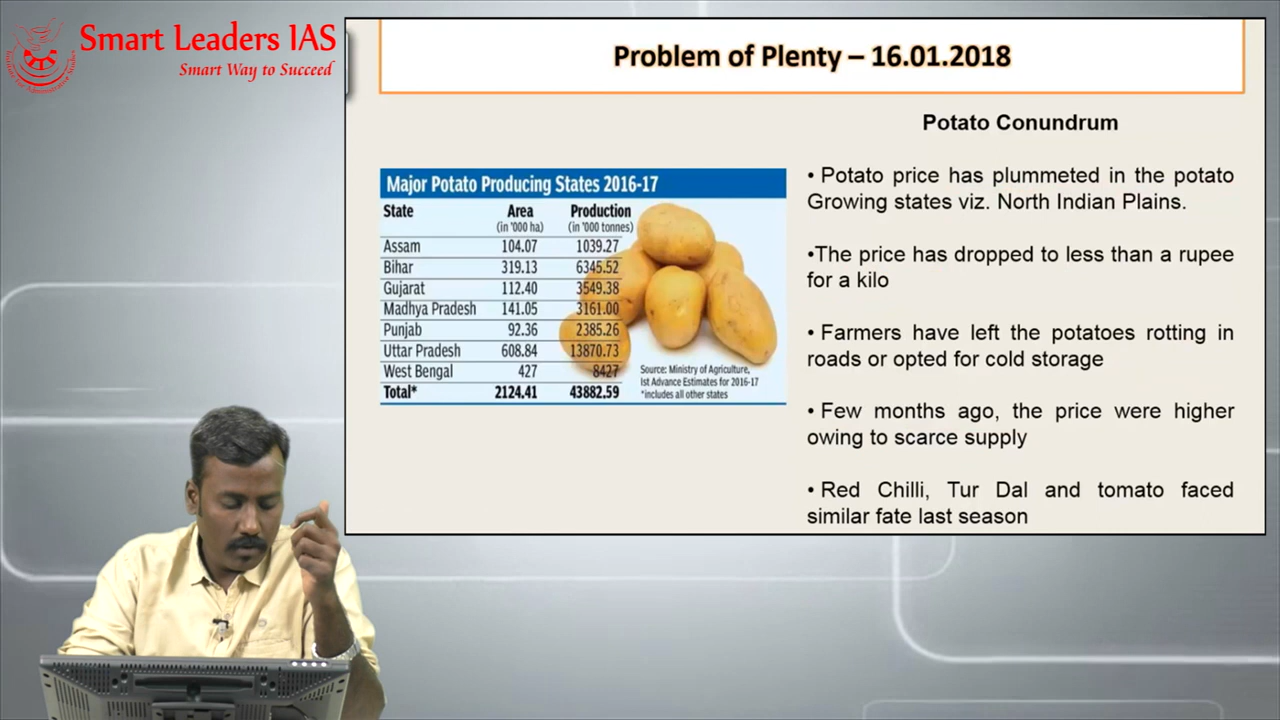 Smart Leaders IAS
Smart Way to Succeed
Problem of Plenty – 16.01.2018
Potato Conundrum
Major Potato Producing States 2016-17
State Area Production
(in '000 ha) (in '000 tonnes)
Assam 104.07 1039.27
Bihar 319.13 6345.52
Gujarat 112.40 3549.38
Madhya Pradesh 141.05 3161.00
Punjab 92.36 2385.26
Uttar Pradesh 608.84 13870.73
West Bengal 427 8427
Total* 2124.41 43882.59
Source: Ministry of Agriculture,
Ist Advance Estimates for 2016-17
*includes all other states
• Potato price has plummeted in the potato
Growing states viz. North Indian Plains.
•The price has dropped to less than a rupee
for a kilo
• Farmers have left the potatoes rotting in
roads or opted for cold storage
• Few months ago, the price were higher
owing to scarce supply
• Red Chilli, Tur Dal and tomato faced
similar fate last season